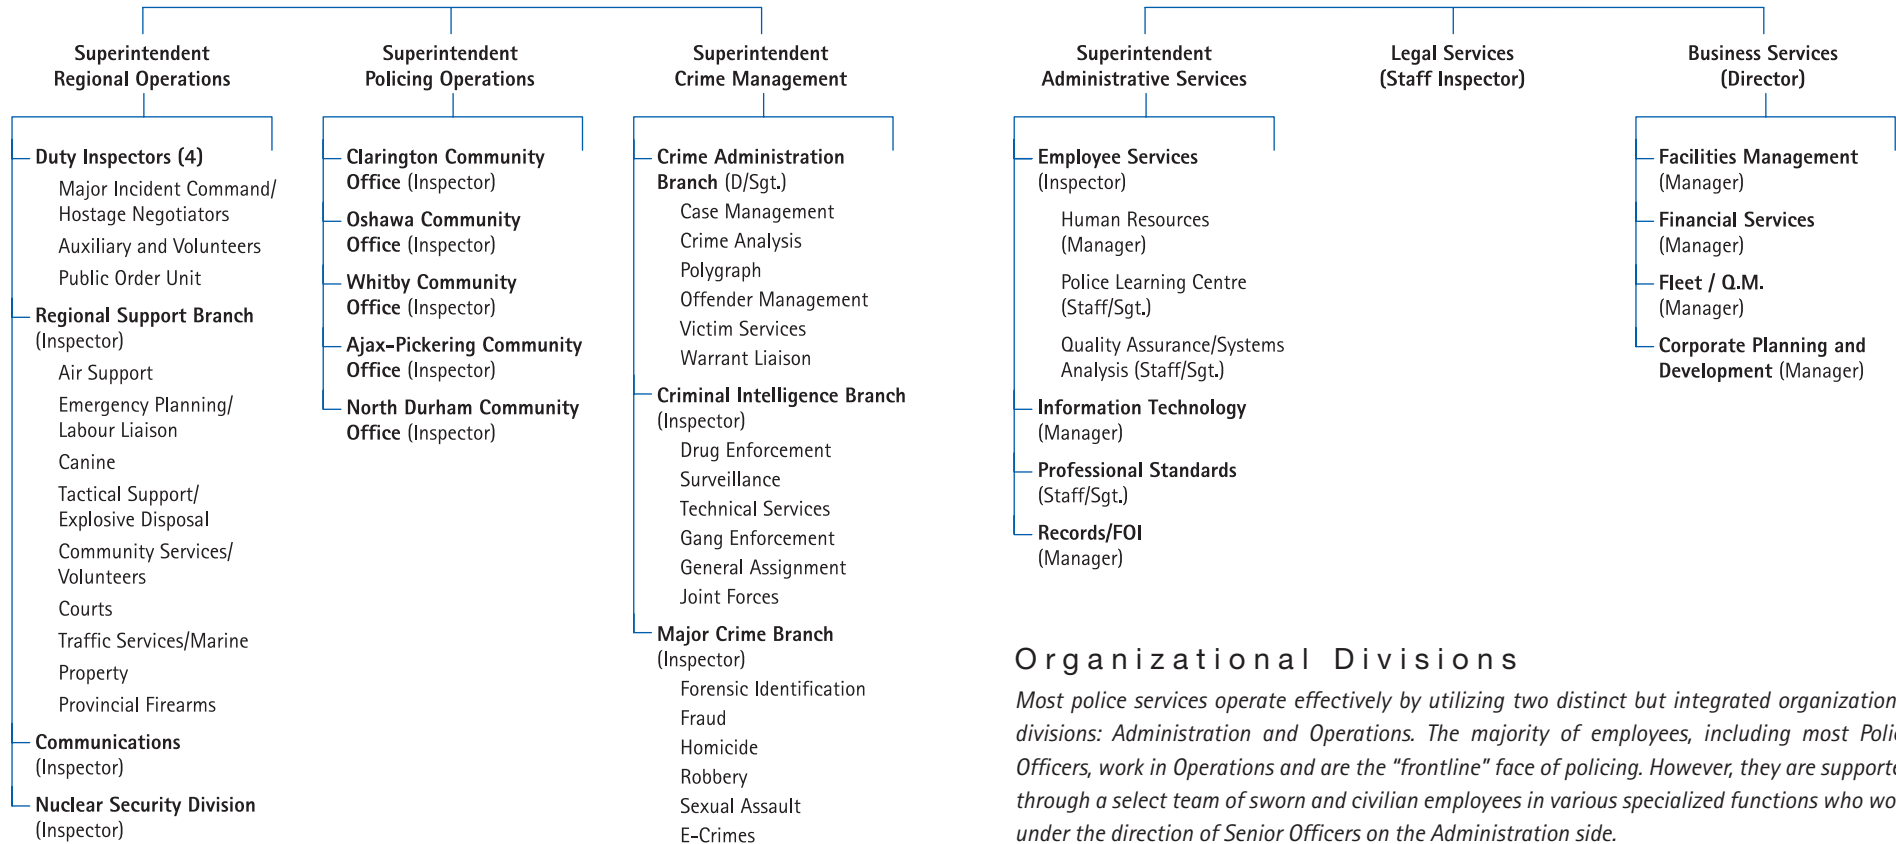 Superintendent
Regional Operations
Duty Inspectors (4)
Major Incident Command/
Hostage Negotiators
Auxiliary and Volunteers
Public Order Unit
Regional Support Branch
(Inspector)
Air Support
Emergency Planning/
Labour Liaison
Canine
Tactical Support/
Explosive Disposal
Community Services/
Volunteers
Courts
Traffic Services/Marine
Property
Provincial Firearms
Communications
(Inspector)
Nuclear Security Division
(Inspector)
Superintendent
Policing Operations
Clarington Community
Office (Inspector)
Oshawa Community
Office (Inspector)
Whitby Community
Office (Inspector)
Ajax-Pickering Community
Office (Inspector)
North Durham Community
Office (Inspector)
Superintendent
Crime Management
Crime Administration
Branch (D/Sgt.)
Case Management
Crime Analysis
Polygraph
Offender Management
Victim Services
Warrant Liaison
Criminal Intelligence Branch
(Inspector)
Drug Enforcement
Surveillance
Technical Services
Gang Enforcement
General Assignment
Joint Forces
Major Crime Branch
(Inspector)
Forensic Identification
Fraud
Homicide
Robbery
Sexual Assault
E-Crimes
Superintendent
Administrative Services
Employee Services
(Inspector)
Human Resources
(Manager)
Police Learning Centre
(Staff/Sgt.)
Quality Assurance/Systems
Analysis (Staff/Sgt.)
Information Technology
(Manager)
Professional Standards
(Staff/Sgt.)
Records/FOI
(Manager)
Legal Services
(Staff Inspector)
Business Services
(Director)
Facilities Management
(Manager)
Financial Services
(Manager)
Fleet / Q.M.
(Manager)
Corporate Planning and
Development (Manager)
Organizational Divisions
Most police services operate effectively by utilizing two distinct but integrated organization
divisions: Administration and Operations. The majority of employees, including most Polic
Officers, work in Operations and are the "frontline" face of policing. However, they are supporte
through a select team of sworn and civilian employees in various specialized functions who wo
under the direction of Senior Officers on the Administration side.